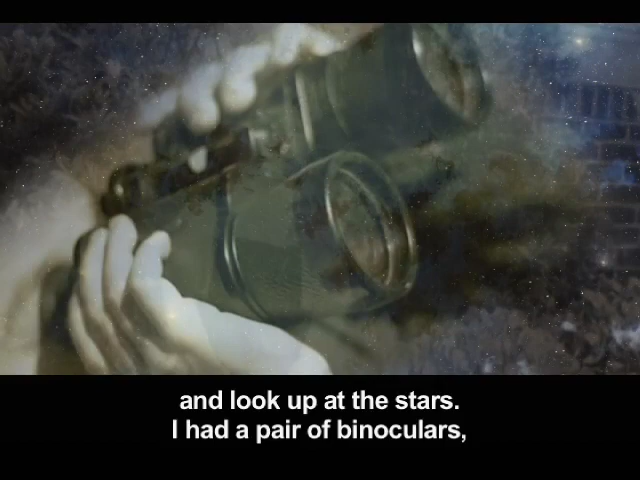 and look up at the stars.
I had a pair of binoculars,